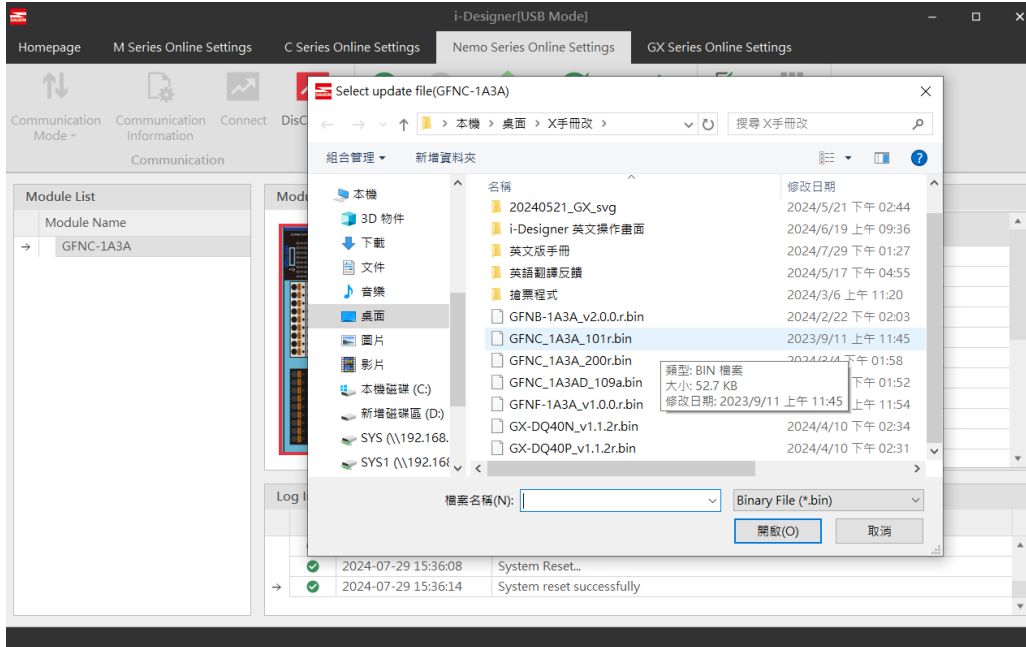 i-Designer[USB Mode]
Homepage M Series Online Settings C Series Online Settings Nemo Series Online Settings GX Series Online Settings
Communication Mode
Communication Information
Connect
DisC
Communication
Select update file(GFNC-1A3A)
本機 > 桌面 > X手冊改 >
搜尋 X手冊改
組合管理 新增資料夾
本機
3D 物件
下載
文件
音樂
桌面
圖片
影片
本機磁碟 (C:)
新增磁碟區 (D:)
SYS (\\192.168.
SYS1 (\\192.168
名稱 修改日期
20240521_GX_svg 2024/5/21 下午 02:44
i-Designer 英文操作畫面 2024/6/19 上午 09:36
英文版手冊 2024/7/29 下午 01:27
英語翻譯反饋 2024/5/17 下午 04:55
搶票程式 2024/3/6 上午 11:20
GFNB-1A3A_v2.0.0.r.bin 2024/2/22 下午 02:03
GFNC_1A3A_101r.bin 2023/9/11 上午 11:45
GFNC_1A3A_200r.bin 2024/3/4 下午 01:58
GFNC_1A3AD_109a.bin 下午 01:52
GFNF-1A3A_v1.0.0.r.bin 上午 11:54
GX-DQ40N_v1.1.2r.bin 2024/4/10 下午 02:34
GX-DQ40P_v1.1.2r.bin 2024/4/10 下午 02:31
類型: BIN 檔案
大小: 52.7 KB
修改日期: 2023/9/11 上午 11:45
檔案名稱(N):
Binary File (*.bin)
開啟(O) 取消
Module List
Module Name
GFNC-1A3A
Modu
Log I
2024-07-29 15:36:08 System Reset...
2024-07-29 15:36:14 System reset successfully